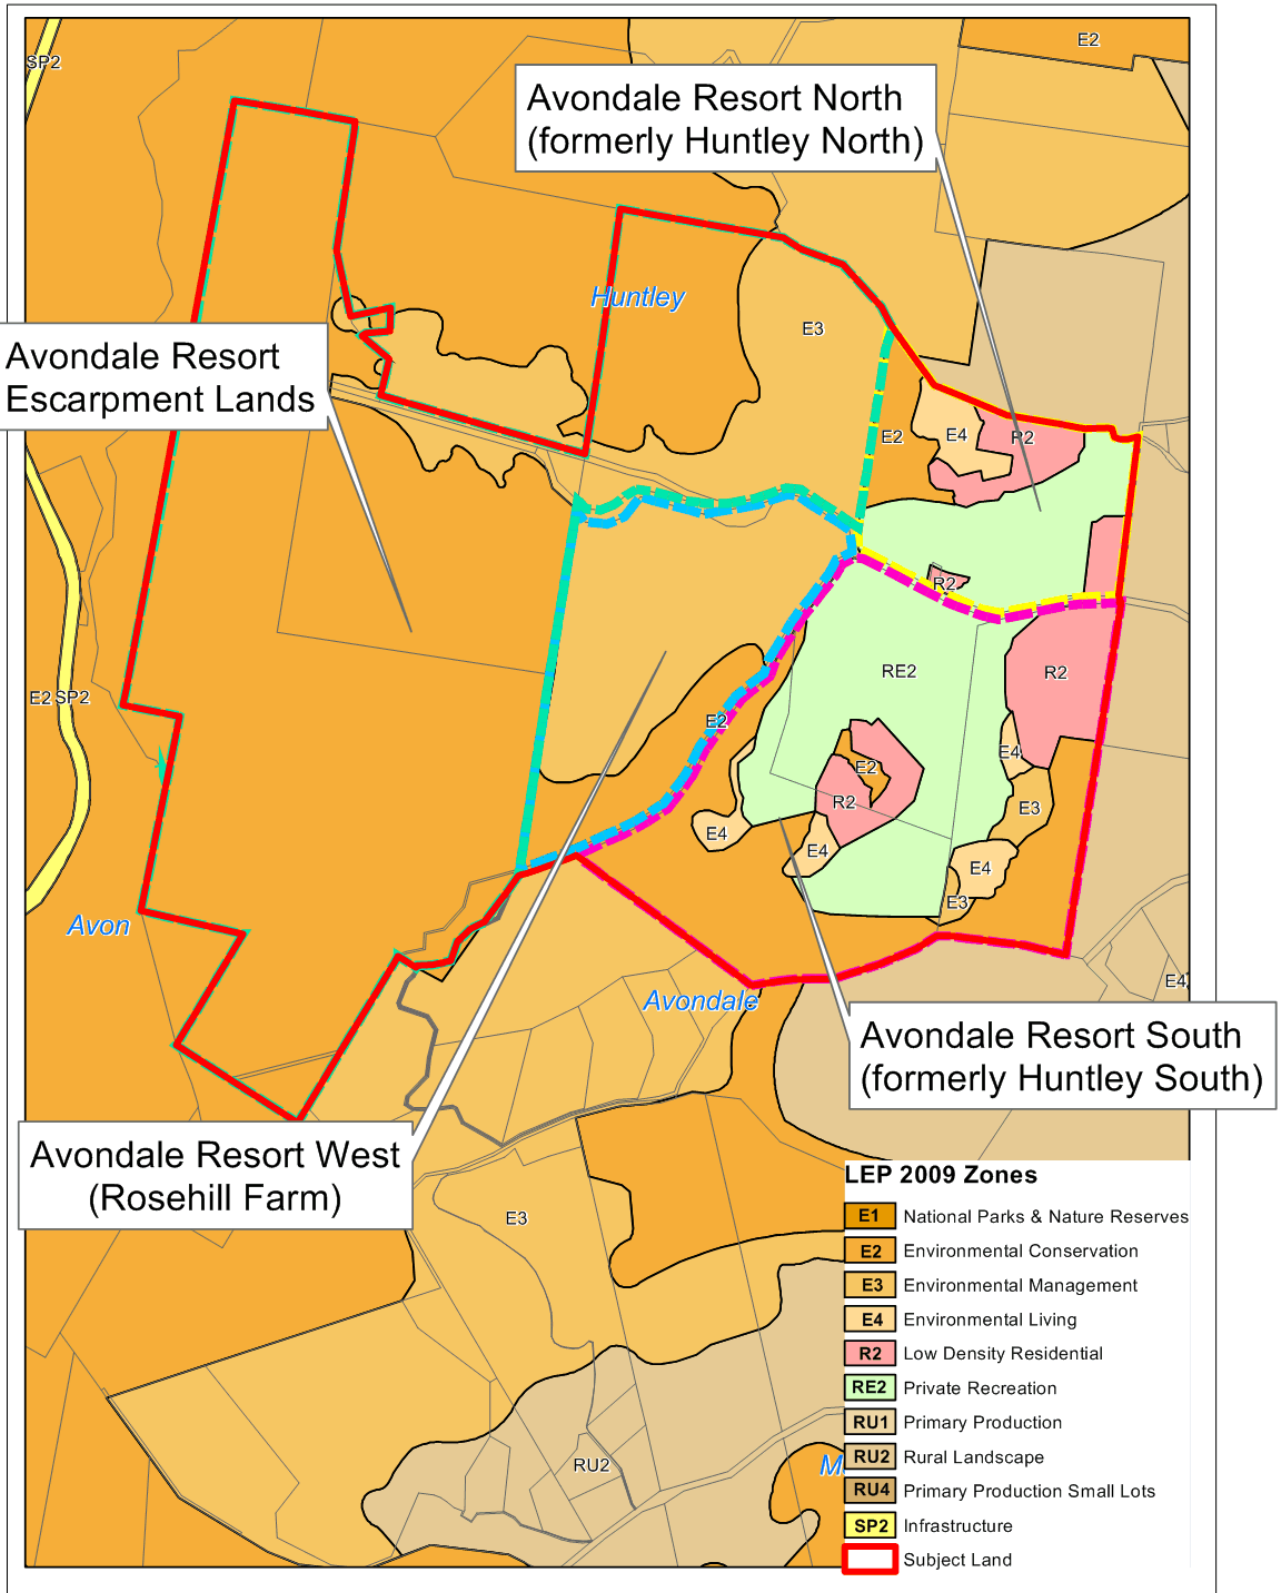 E2
SP2
Avondale Resort North
(formerly Huntley North)
Huntley
E3
Avondale Resort
Escarpment Lands
E2
E4
R2
R2
RE2
R2
E2 SP2
E2
E4
E2
R2
E3
E4
E4
E4
E3
Avon
Avondale
E4
Avondale Resort South
(formerly Huntley South)
Avondale Resort West
(Rosehill Farm)
E3
RU2
LEP 2009 Zones
E1 National Parks & Nature Reserves
E2 Environmental Conservation
E3 Environmental Management
E4 Environmental Living
R2 Low Density Residential
RE2 Private Recreation
RU1 Primary Production
RU2 Rural Landscape
RU4 Primary Production Small Lots
SP2 Infrastructure
Subject Land